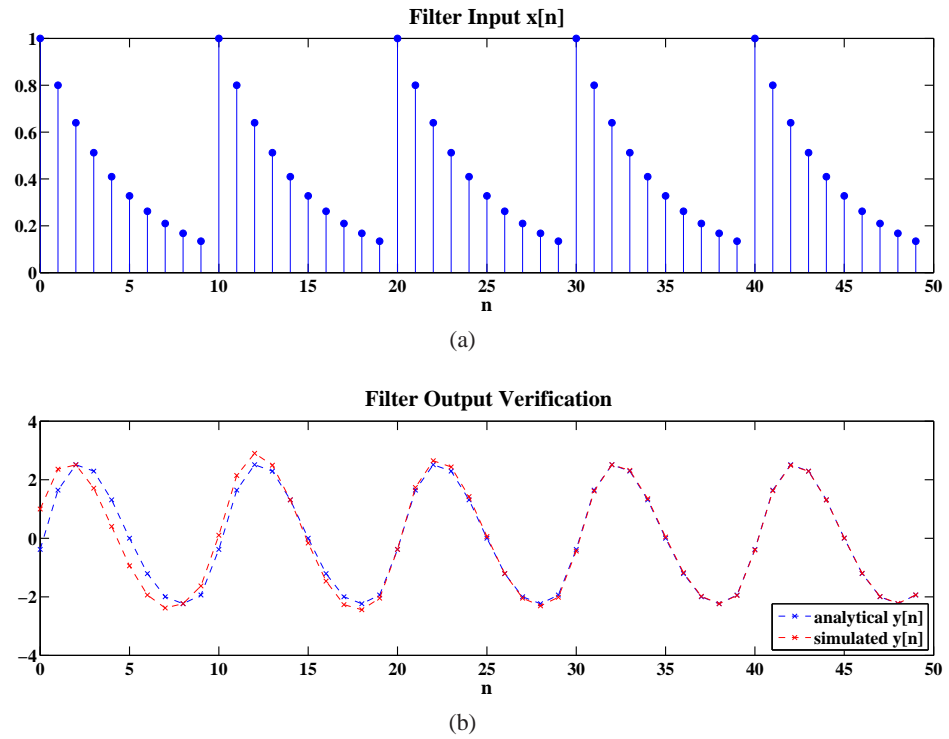 Filter Input x[n]
1
0.8
0.6
0.4
0.2
0
0 5 10 15 20 25 30 35 40 45 50
n
(a)
Filter Output Verification
4
2
0
−2
−4
analytical y[n]
simulated y[n]
0 5 10 15 20 25 30 35 40 45 50
n
(b)